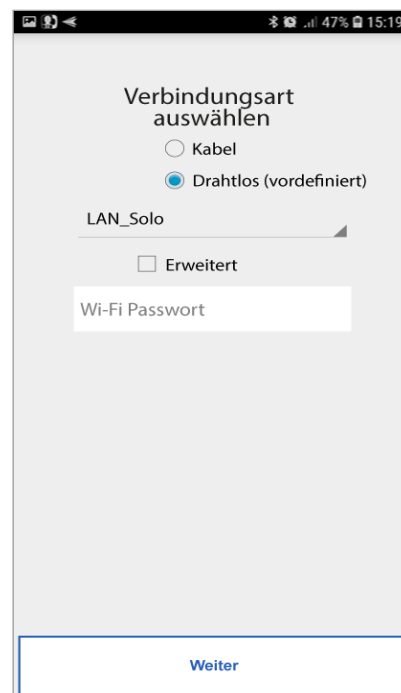 47% 15:19
Verbindungsart
auswählen
Kabel
Drahtlos (vordefiniert)
LAN_Solo
Erweitert
Wi-Fi Passwort
Weiter